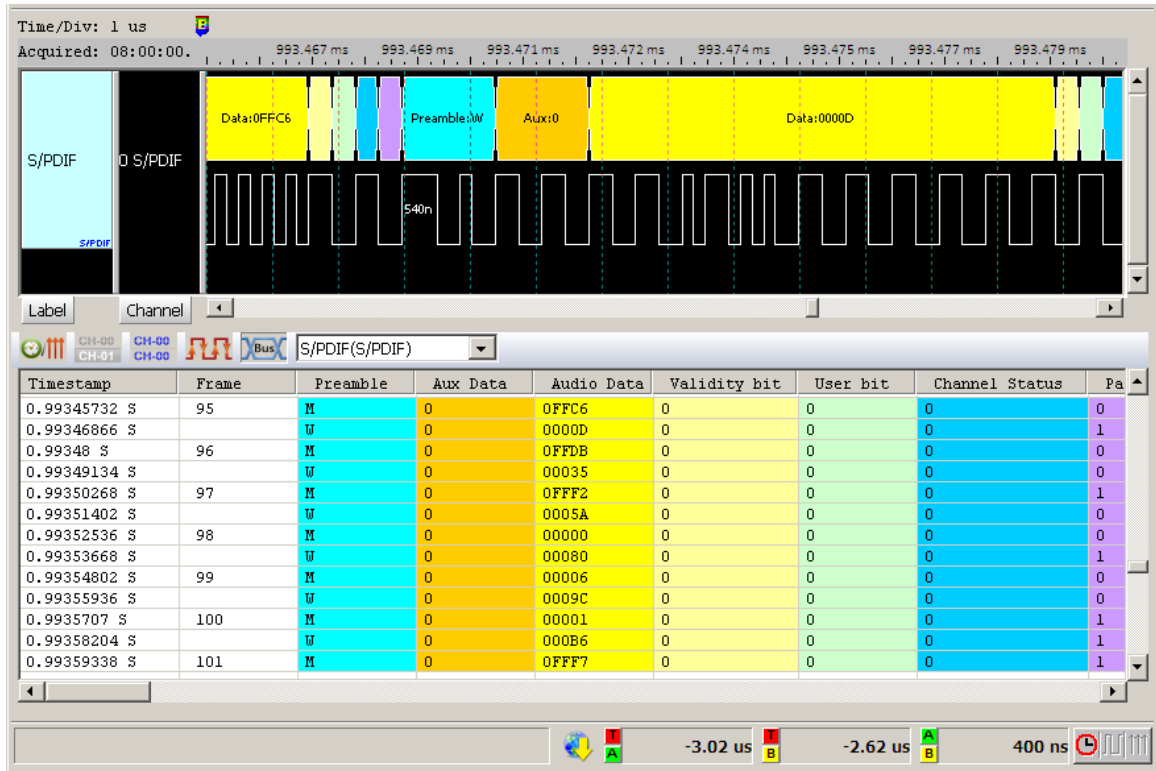 Time/Div: 1 us
Acquired: 08:00:00. 993.467 ms 993.469 ms 993.471 ms 993.472 ms 993.474 ms 993.475 ms 993.477 ms 993.479 ms
Data:0FFC6 Preamble:W Aux:0 Data:0000D
S/PDIF 0 S/PDIF
540n
S/PDIF
Label Channel
CH-00 CH-01 CH-00 CH-00 Bus S/PDIF(S/PDIF)
Timestamp Frame Preamble Aux Data Audio Data Validity bit User bit Channel Status Pa
0.99345732 S 95 M 0 0FFC6 0 0 0 0
0.99346866 S W 0 0000D 0 0 0 1
0.99348 S 96 M 0 0FFDB 0 0 0 0
0.99349134 S W 0 00035 0 0 0 0
0.99350268 S 97 M 0 0FFF2 0 0 0 1
0.99351402 S W 0 0005A 0 0 0 0
0.99352536 S 98 M 0 00000 0 0 0 0
0.99353668 S W 0 00080 0 0 0 1
0.99354802 S 99 M 0 00006 0 0 0 0
0.99355936 S W 0 0009C 0 0 0 0
0.9935707 S 100 M 0 00001 0 0 0 1
0.99358204 S W 0 000B6 0 0 0 1
0.99359338 S 101 M 0 0FFF7 0 0 0 1
T A -3.02 us T B -2.62 us A B 400 ns